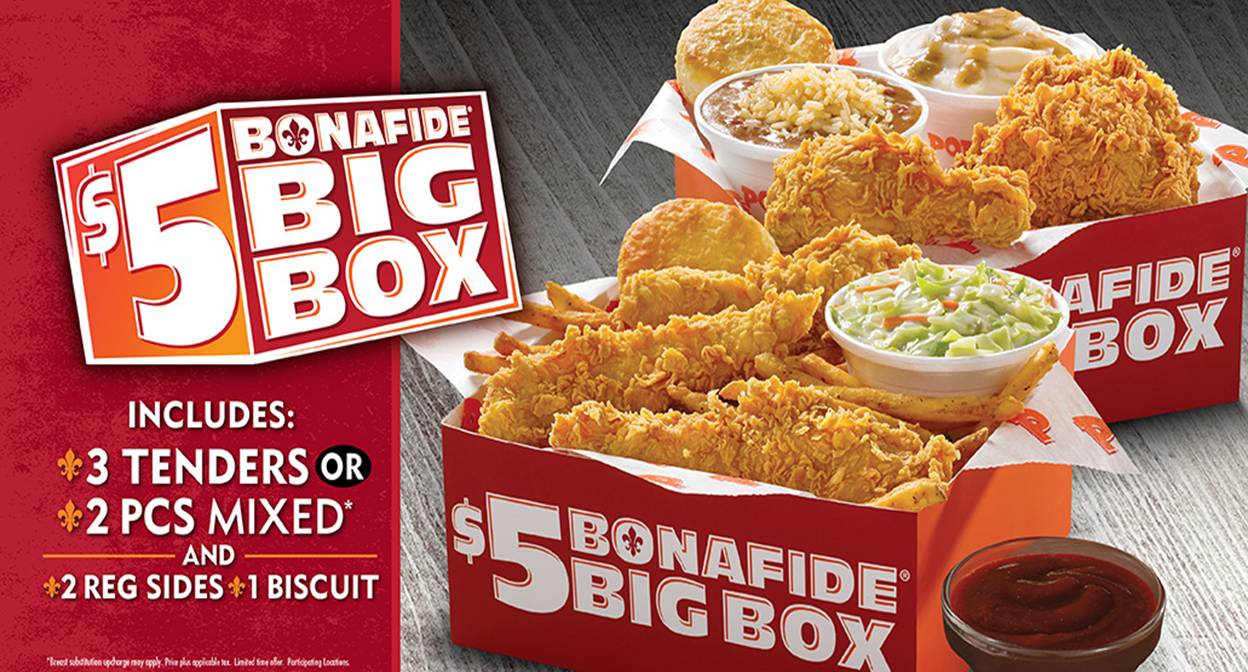 $5 BONAFIDE®
BIG
BOX
INCLUDES:
3 TENDERS OR
2 PCS MIXED*
AND
2 REG SIDES 1 BISCUIT
*Breast substitution upcharge may apply. Price plus applicable tax. Limited time offer. Participating Locations.
AFIDE®
BOX
$5 BONAFIDE®
BIG BOX